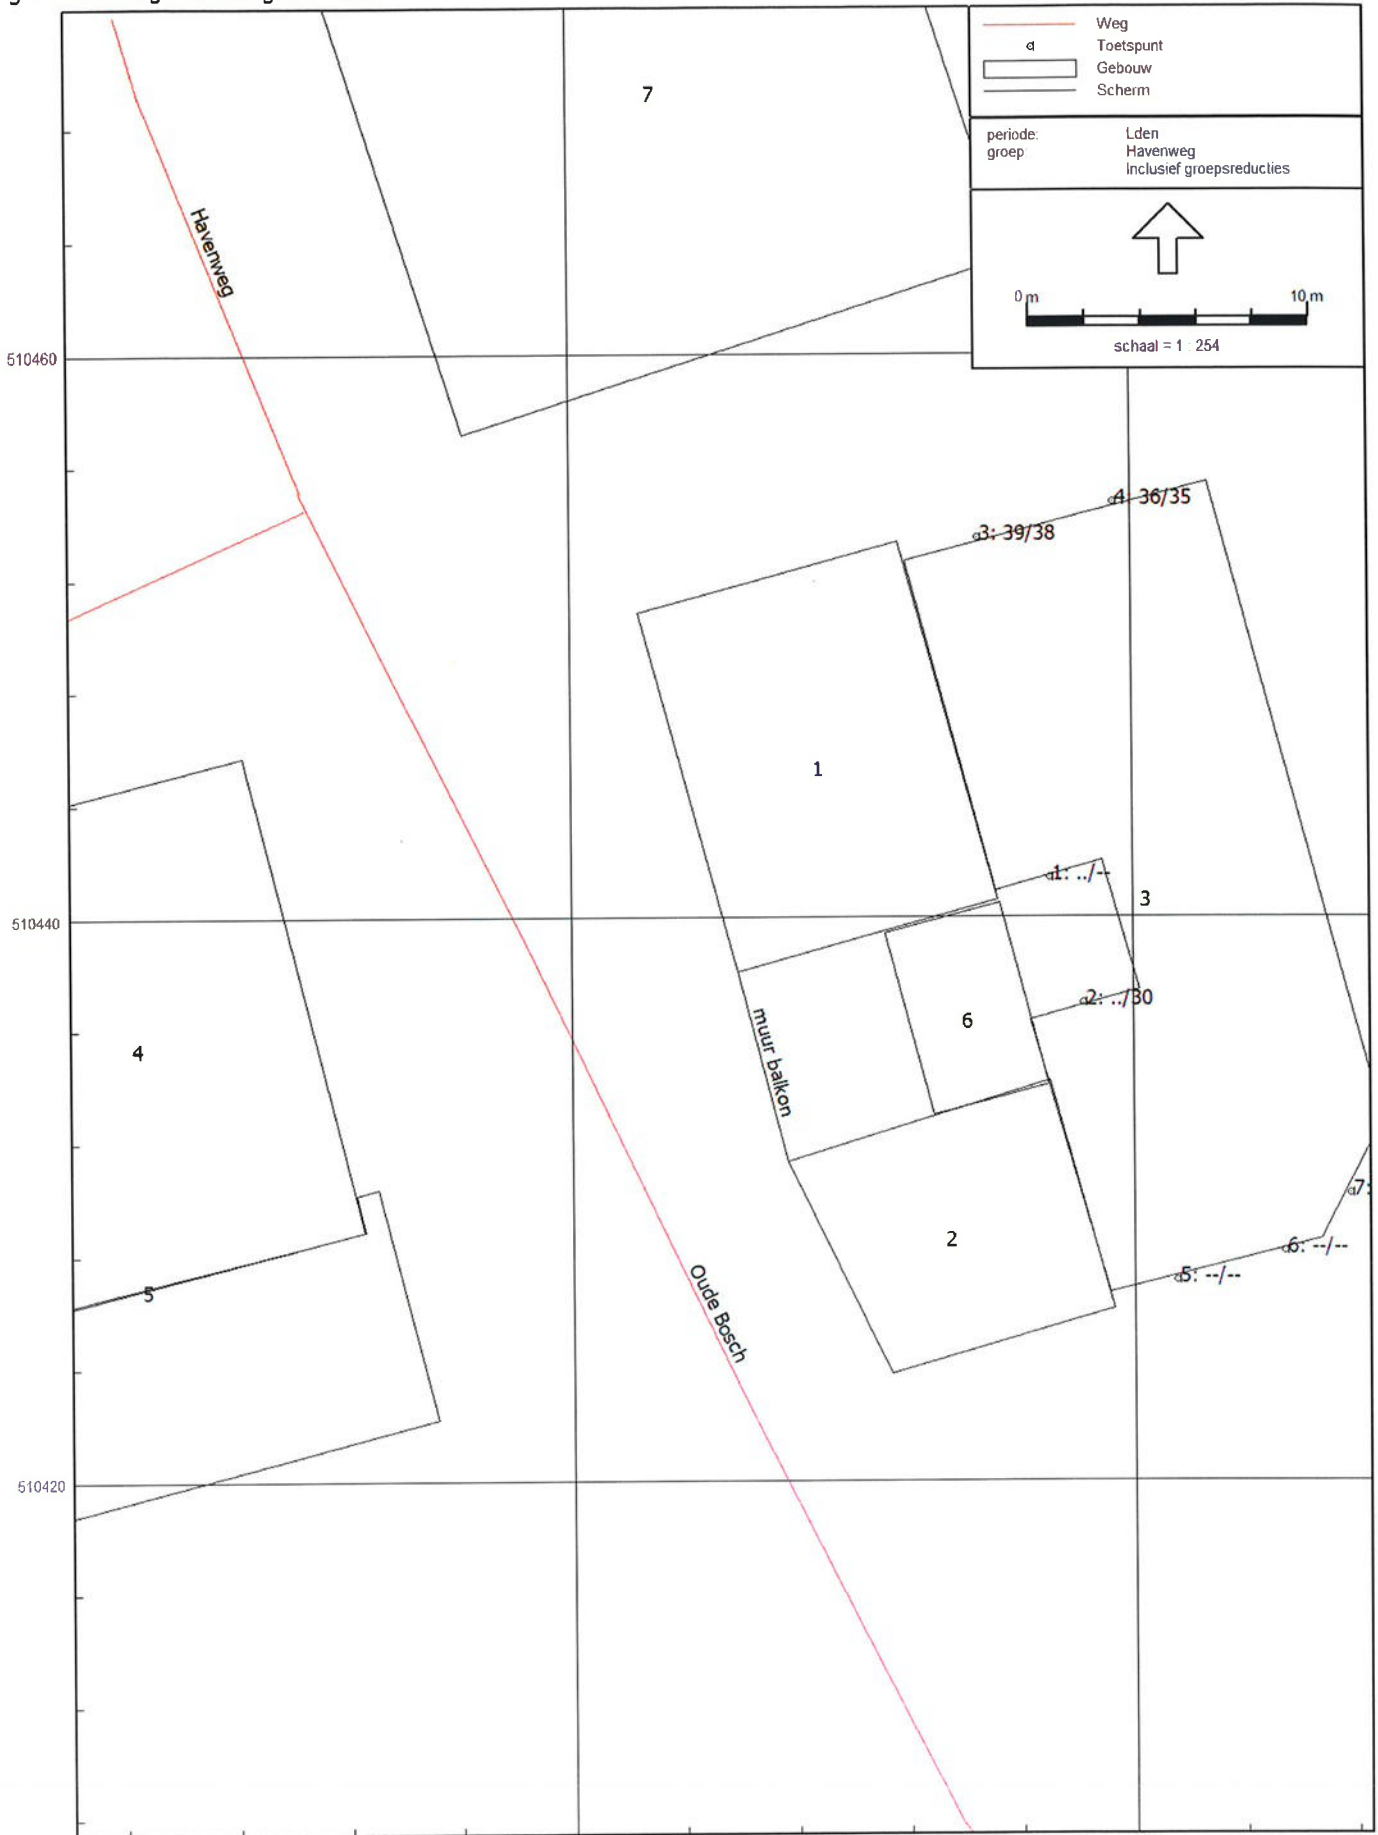 Weg
Toetspunt
Gebouw
Scherm
periode: Lden
groep Havenweg
Inclusief groepsreducties
0 m 10 m
schaal = 1 : 254
7
Havenweg
510460
4: 36/35
3: 39/38
1
1: ../--
3
510440
2: ../30
6
muur balkon
4
7:
2
6: --/--
5: --/--
5
Oude Bosch
510420